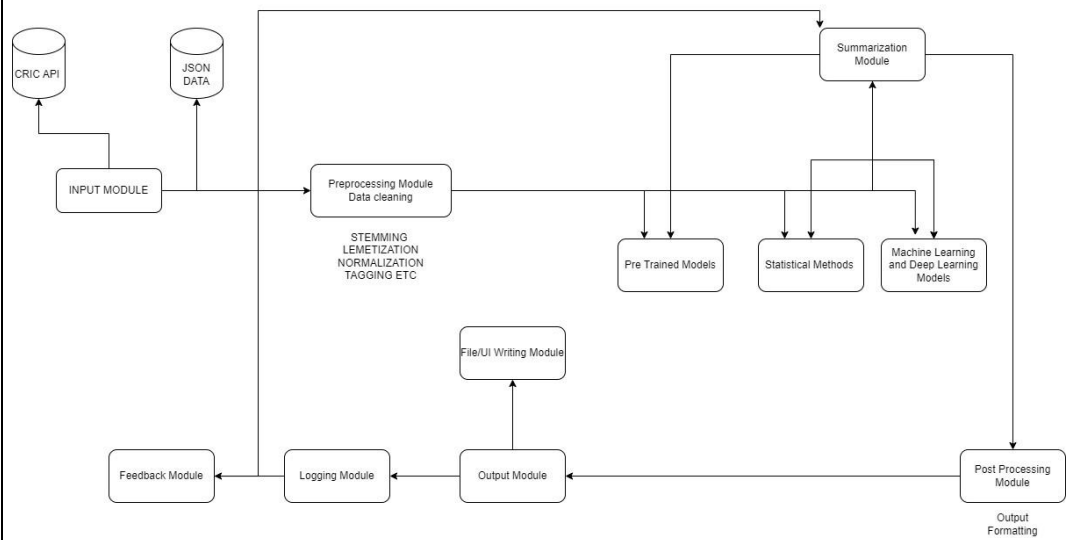 CRIC API
JSON
DATA
Summarization
Module
INPUT MODULE
Preprocessing Module
Data cleaning
STEMMING
LEMETIZATION
NORMALIZATION
TAGGING ETC
Pre Trained Models
Statistical Methods
Machine Learning
and Deep Learning
Models
File/UI Writing Module
Feedback Module
Logging Module
Output Module
Post Processing
Module
Output
Formatting